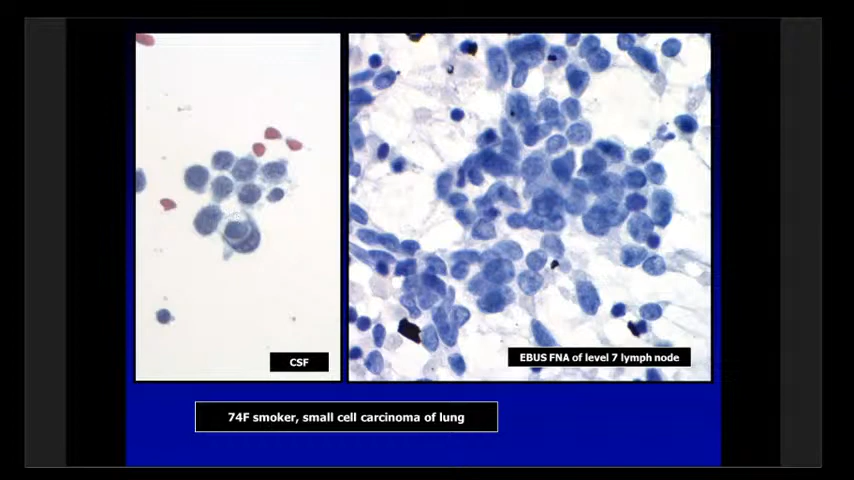 CSF
EBUS FNA of level 7 lymph node
74F smoker, small cell carcinoma of lung